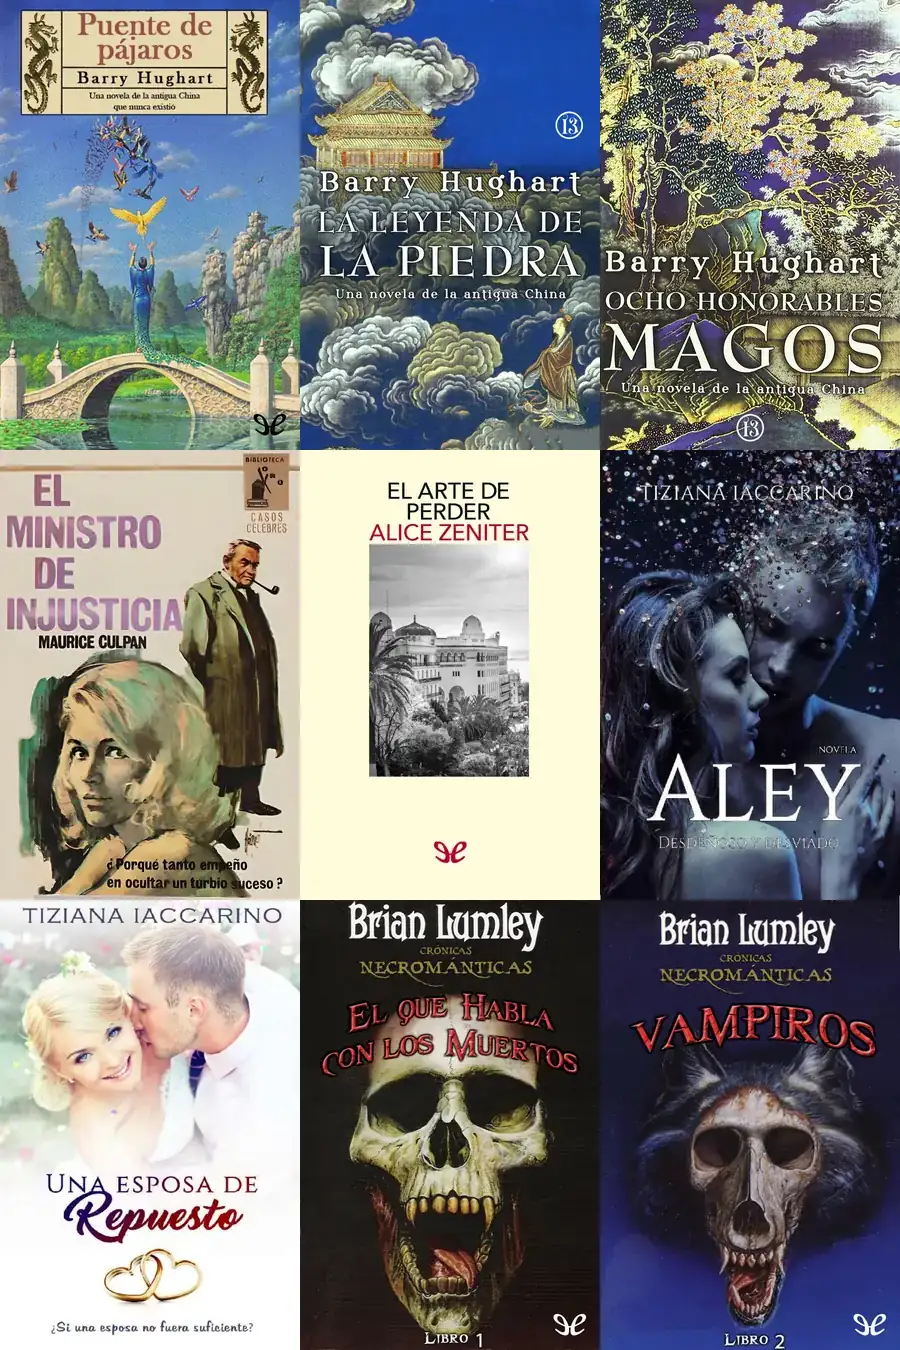 Puente de
pájaros
Barry Hughart
Una novela de la antigua China
que nunca existió
13
Barry Hughart
LA LEYENDA DE
LA PIEDRA
Una novela de la antigua China
Barry Hughart
OCHO HONORABLES
MAGOS
Una novela de la antigua China
13
BIBLIOTECA
CASOS
CELEBRES
EL
MINISTRO
DE
INJUSTICIA
MAURICE CULPAN
¿Porqué tanto empeño
en ocultar un turbio suceso?
EL ARTE DE
PERDER
ALICE ZENITER
TIZIANA IACCARINO
NOVELA
ALEY
DESDEÑOSO Y DESVIADO
TIZIANA IACCARINO
UNA ESPOSA DE
Repuesto
¿Si una esposa no fuera suficiente?
Brian Lumley
CRÓNICAS
NECROMÁNTICAS
EL QUE HABLA
CON LOS MUERTOS
LIBRO 1
Brian Lumley
CRÓNICAS
NECROMÁNTICAS
VAMPIROS
LIBRO 2